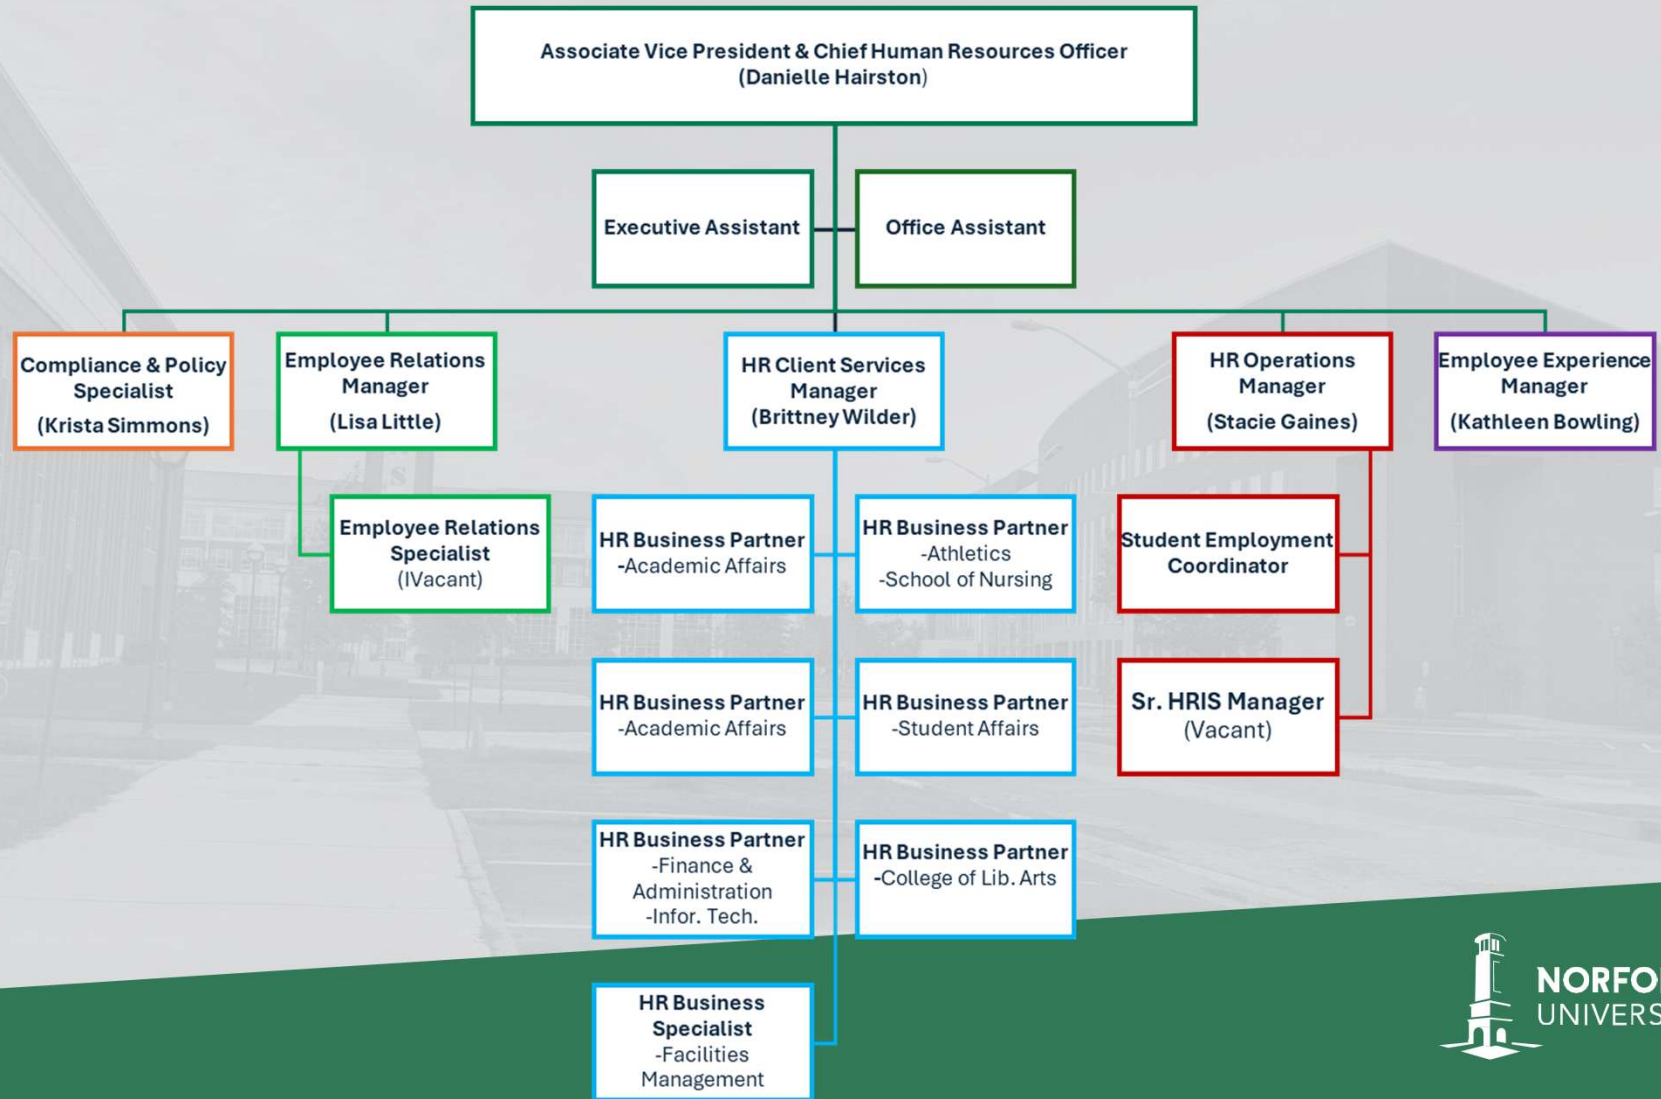 Associate Vice President & Chief Human Resources Officer
(Danielle Hairston)
Executive Assistant
Office Assistant
Compliance & Policy
Specialist
(Krista Simmons)
Employee Relations
Manager
(Lisa Little)
HR Client Services
Manager
(Brittney Wilder)
HR Operations
Manager
(Stacie Gaines)
Employee Experience
Manager
(Kathleen Bowling)
Employee Relations
Specialist
(IVacant)
HR Business Partner
-Academic Affairs
HR Business Partner
-Athletics
-School of Nursing
Student Employment
Coordinator
HR Business Partner
-Academic Affairs
HR Business Partner
-Student Affairs
Sr. HRIS Manager
(Vacant)
HR Business Partner
-Finance &
Administration
-Infor. Tech.
HR Business Partner
-College of Lib. Arts
HR Business
Specialist
-Facilities
Management
NORFO
UNIVERS